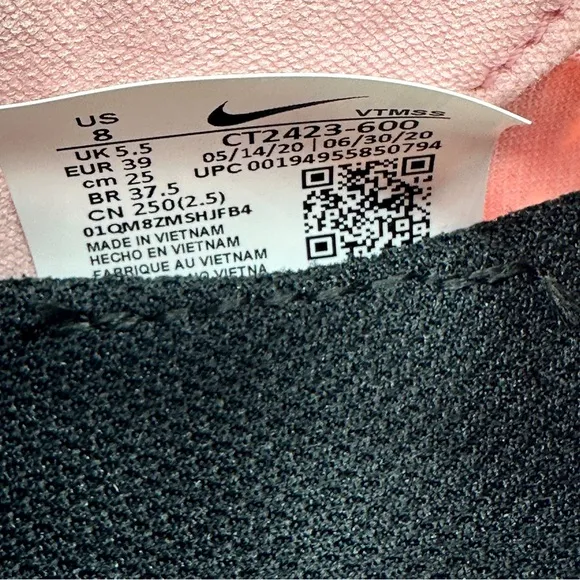 US
8
UK 5.5
EUR 39
cm 25
BR 37.5
CN 250(2.5)
01QM8ZMSHJFB4
MADE IN VIETNAM
HECHO EN VIETNAM
FABRIQUE AU VIETNAM
VTMSS
CT2423-600
05/14/20 | 06/30/20
UPC 00194955850794